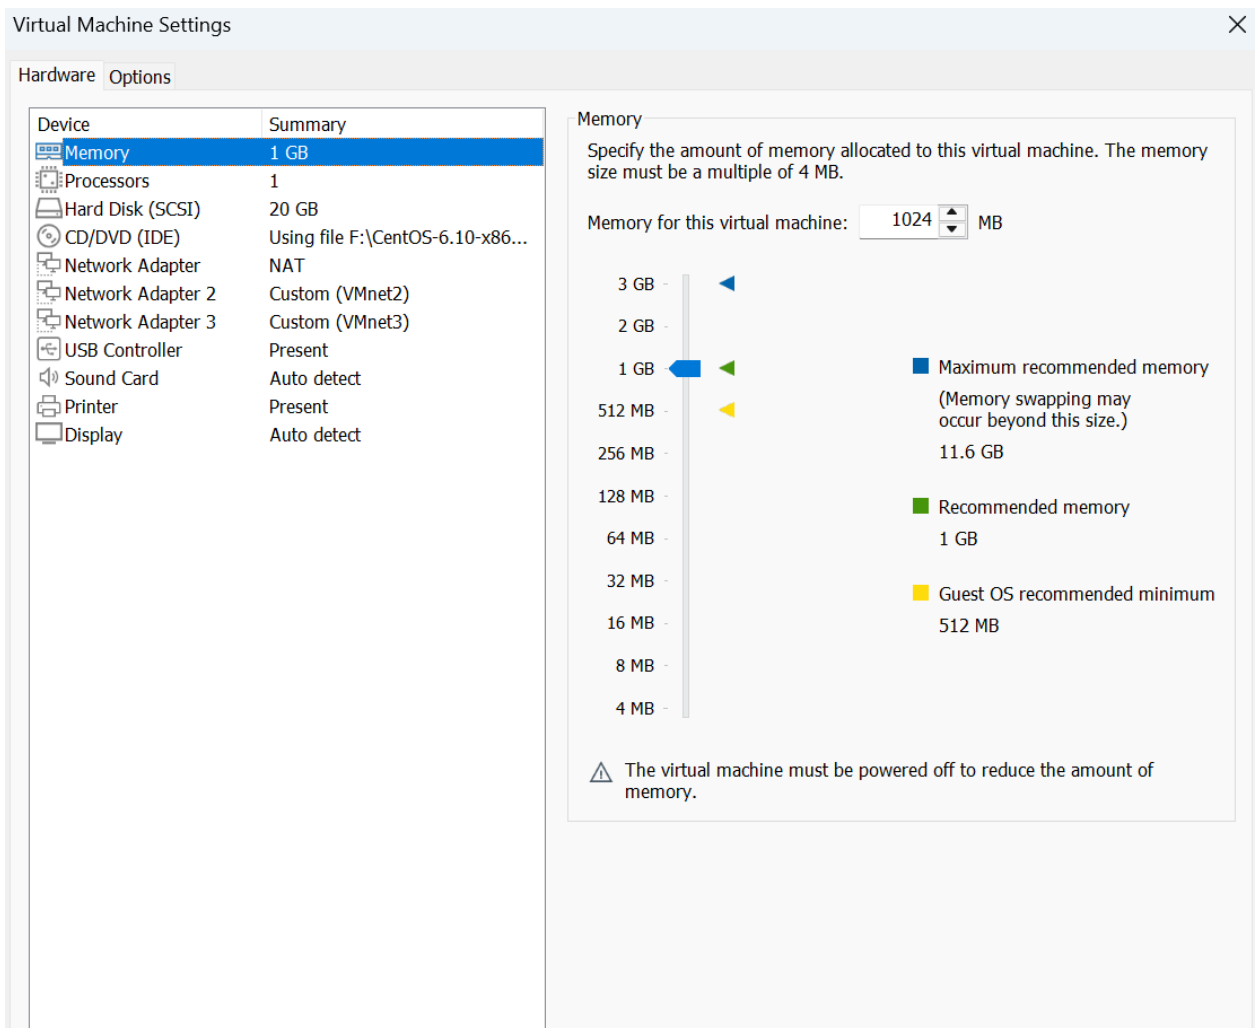 Virtual Machine Settings
Hardware Options
Device Summary
Memory 1 GB
Processors 1
Hard Disk (SCSI) 20 GB
CD/DVD (IDE) Using file F:\CentOS-6.10-x86...
Network Adapter NAT
Network Adapter 2 Custom (VMnet2)
Network Adapter 3 Custom (VMnet3)
USB Controller Present
Sound Card Auto detect
Printer Present
Display Auto detect
Memory
Specify the amount of memory allocated to this virtual machine. The memory
size must be a multiple of 4 MB.
Memory for this virtual machine: 1024 MB
3 GB
2 GB
1 GB
512 MB
256 MB
128 MB
64 MB
32 MB
16 MB
8 MB
4 MB
Maximum recommended memory
(Memory swapping may
occur beyond this size.)
11.6 GB
Recommended memory
1 GB
Guest OS recommended minimum
512 MB
The virtual machine must be powered off to reduce the amount of
memory.